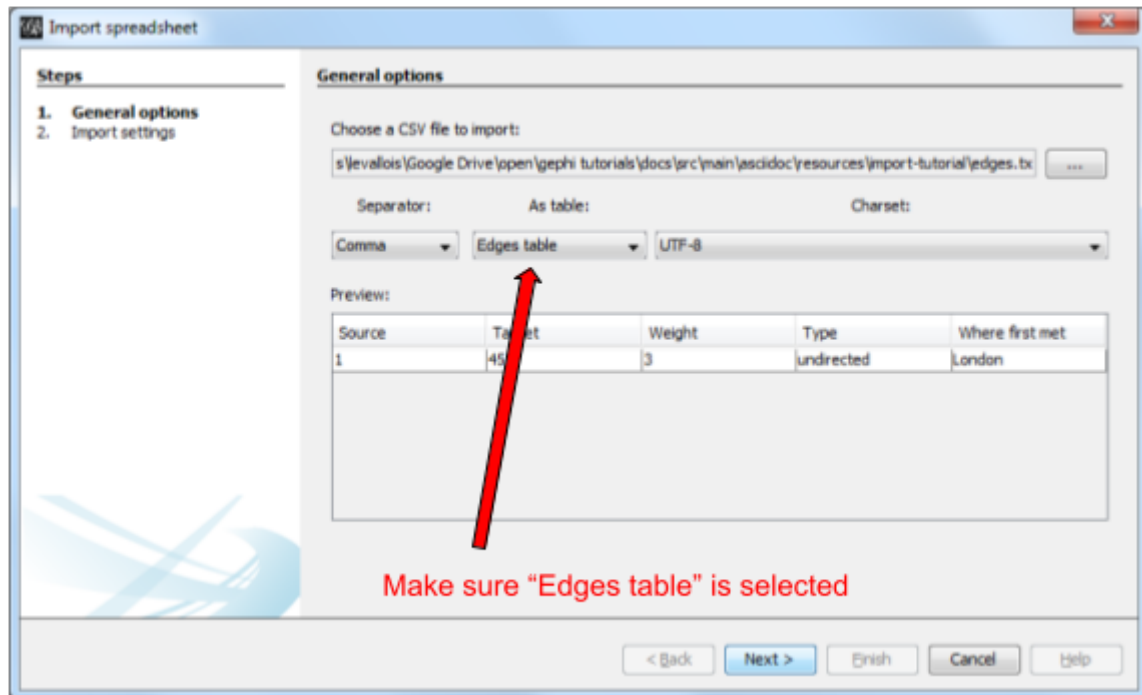 Import spreadsheet
Steps
1. General options
2. Import settings
General options
Choose a CSV file to import:
s\levallois\Google Drive\open\gephi tutorials\docs\src\main\asciidoc\resources\import-tutorial\edges.tx
...
Separator: As table: Charset:
Comma Edges table UTF-8
Preview:
Source Weight Type Where first met
1 45 3 undirected London
Make sure “Edges table” is selected
< Back Next > Finish Cancel Help